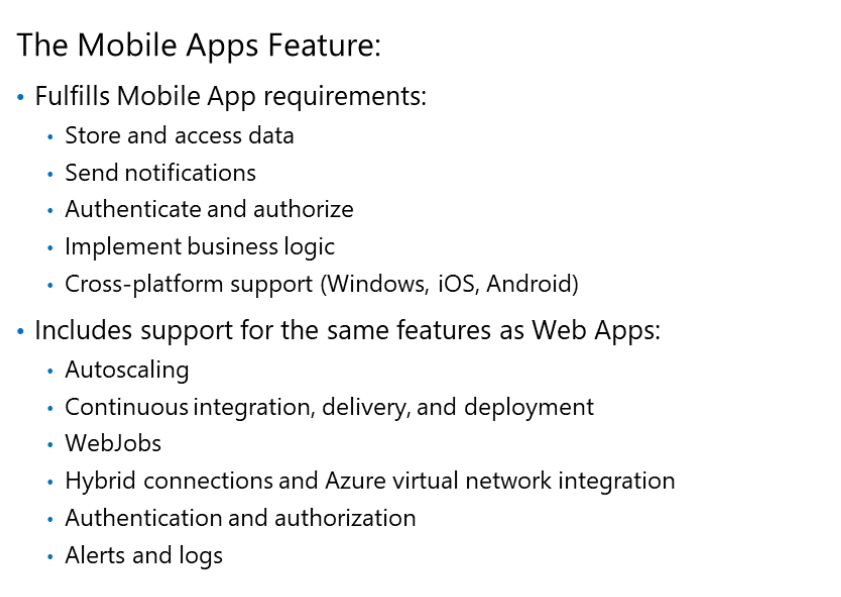 The Mobile Apps Feature:
• Fulfills Mobile App requirements:
• Store and access data
• Send notifications
• Authenticate and authorize
• Implement business logic
• Cross-platform support (Windows, iOS, Android)
• Includes support for the same features as Web Apps:
• Autoscaling
• Continuous integration, delivery, and deployment
• WebJobs
• Hybrid connections and Azure virtual network integration
• Authentication and authorization
• Alerts and logs